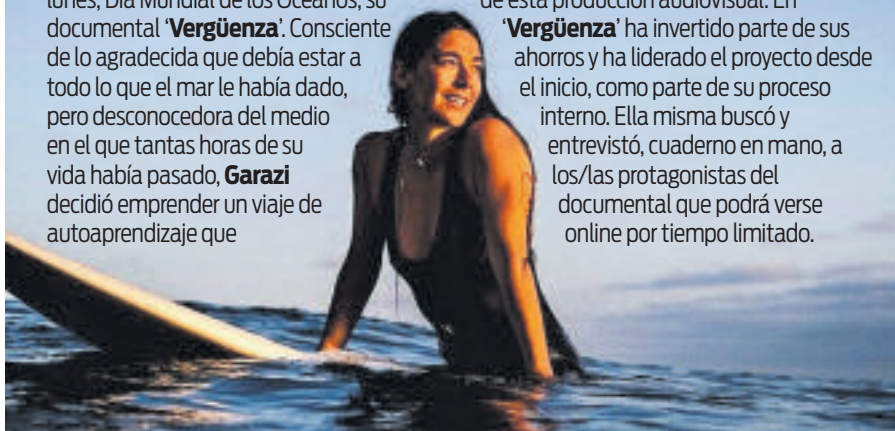 lunes, Día Mundial de los Océanos, su
documental ‘Vergüenza’. Consciente
de lo agradecida que debía estar a
todo lo que el mar le había dado,
pero desconocedora del medio
en el que tantas horas de su
vida había pasado, Garazi
decidió emprender un viaje de
autoaprendizaje que
de esta producción audiovisual. En
‘Vergüenza’ ha invertido parte de sus
ahorros y ha liderado el proyecto desde
el inicio, como parte de su proceso
interno. Ella misma buscó y
entrevistó, cuaderno en mano, a
los/las protagonistas del
documental que podrá verse
online por tiempo limitado.